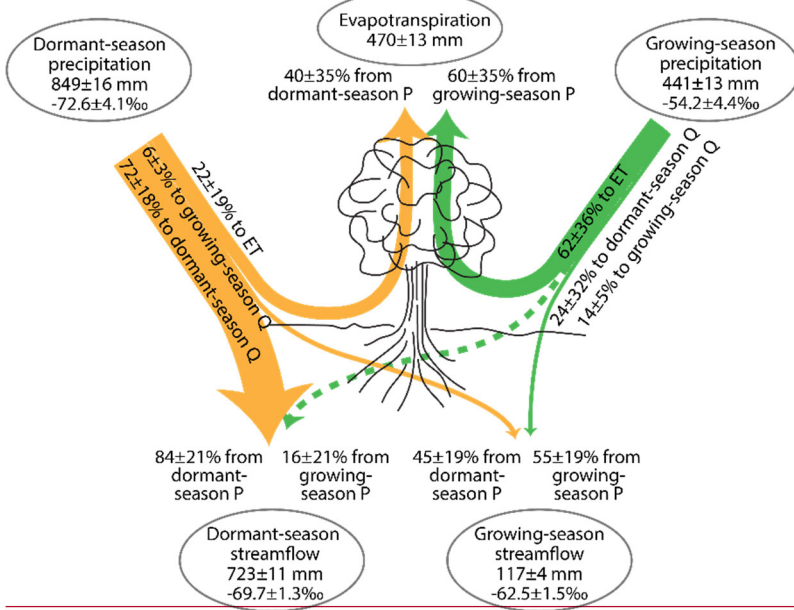 Dormant-season
precipitation
849±16 mm
-72.6±4.1‰
Evapotranspiration
470±13 mm
Growing-season
precipitation
441±13 mm
-54.2±4.4‰
40±35% from
dormant-season P
60±35% from
growing-season P
22±19% to ET
6±3% to growing-season Q
72±18% to dormant-season Q
62±36% to ET
24±32% to dormant-season Q
14±5% to growing-season Q
84±21% from
dormant-
season P
16±21% from
growing-
season P
45±19% from
dormant-
season P
55±19% from
growing-
season P
Dormant-season
streamflow
723±11 mm
-69.7±1.3‰
Growing-season
streamflow
117±4 mm
-62.5±1.5‰